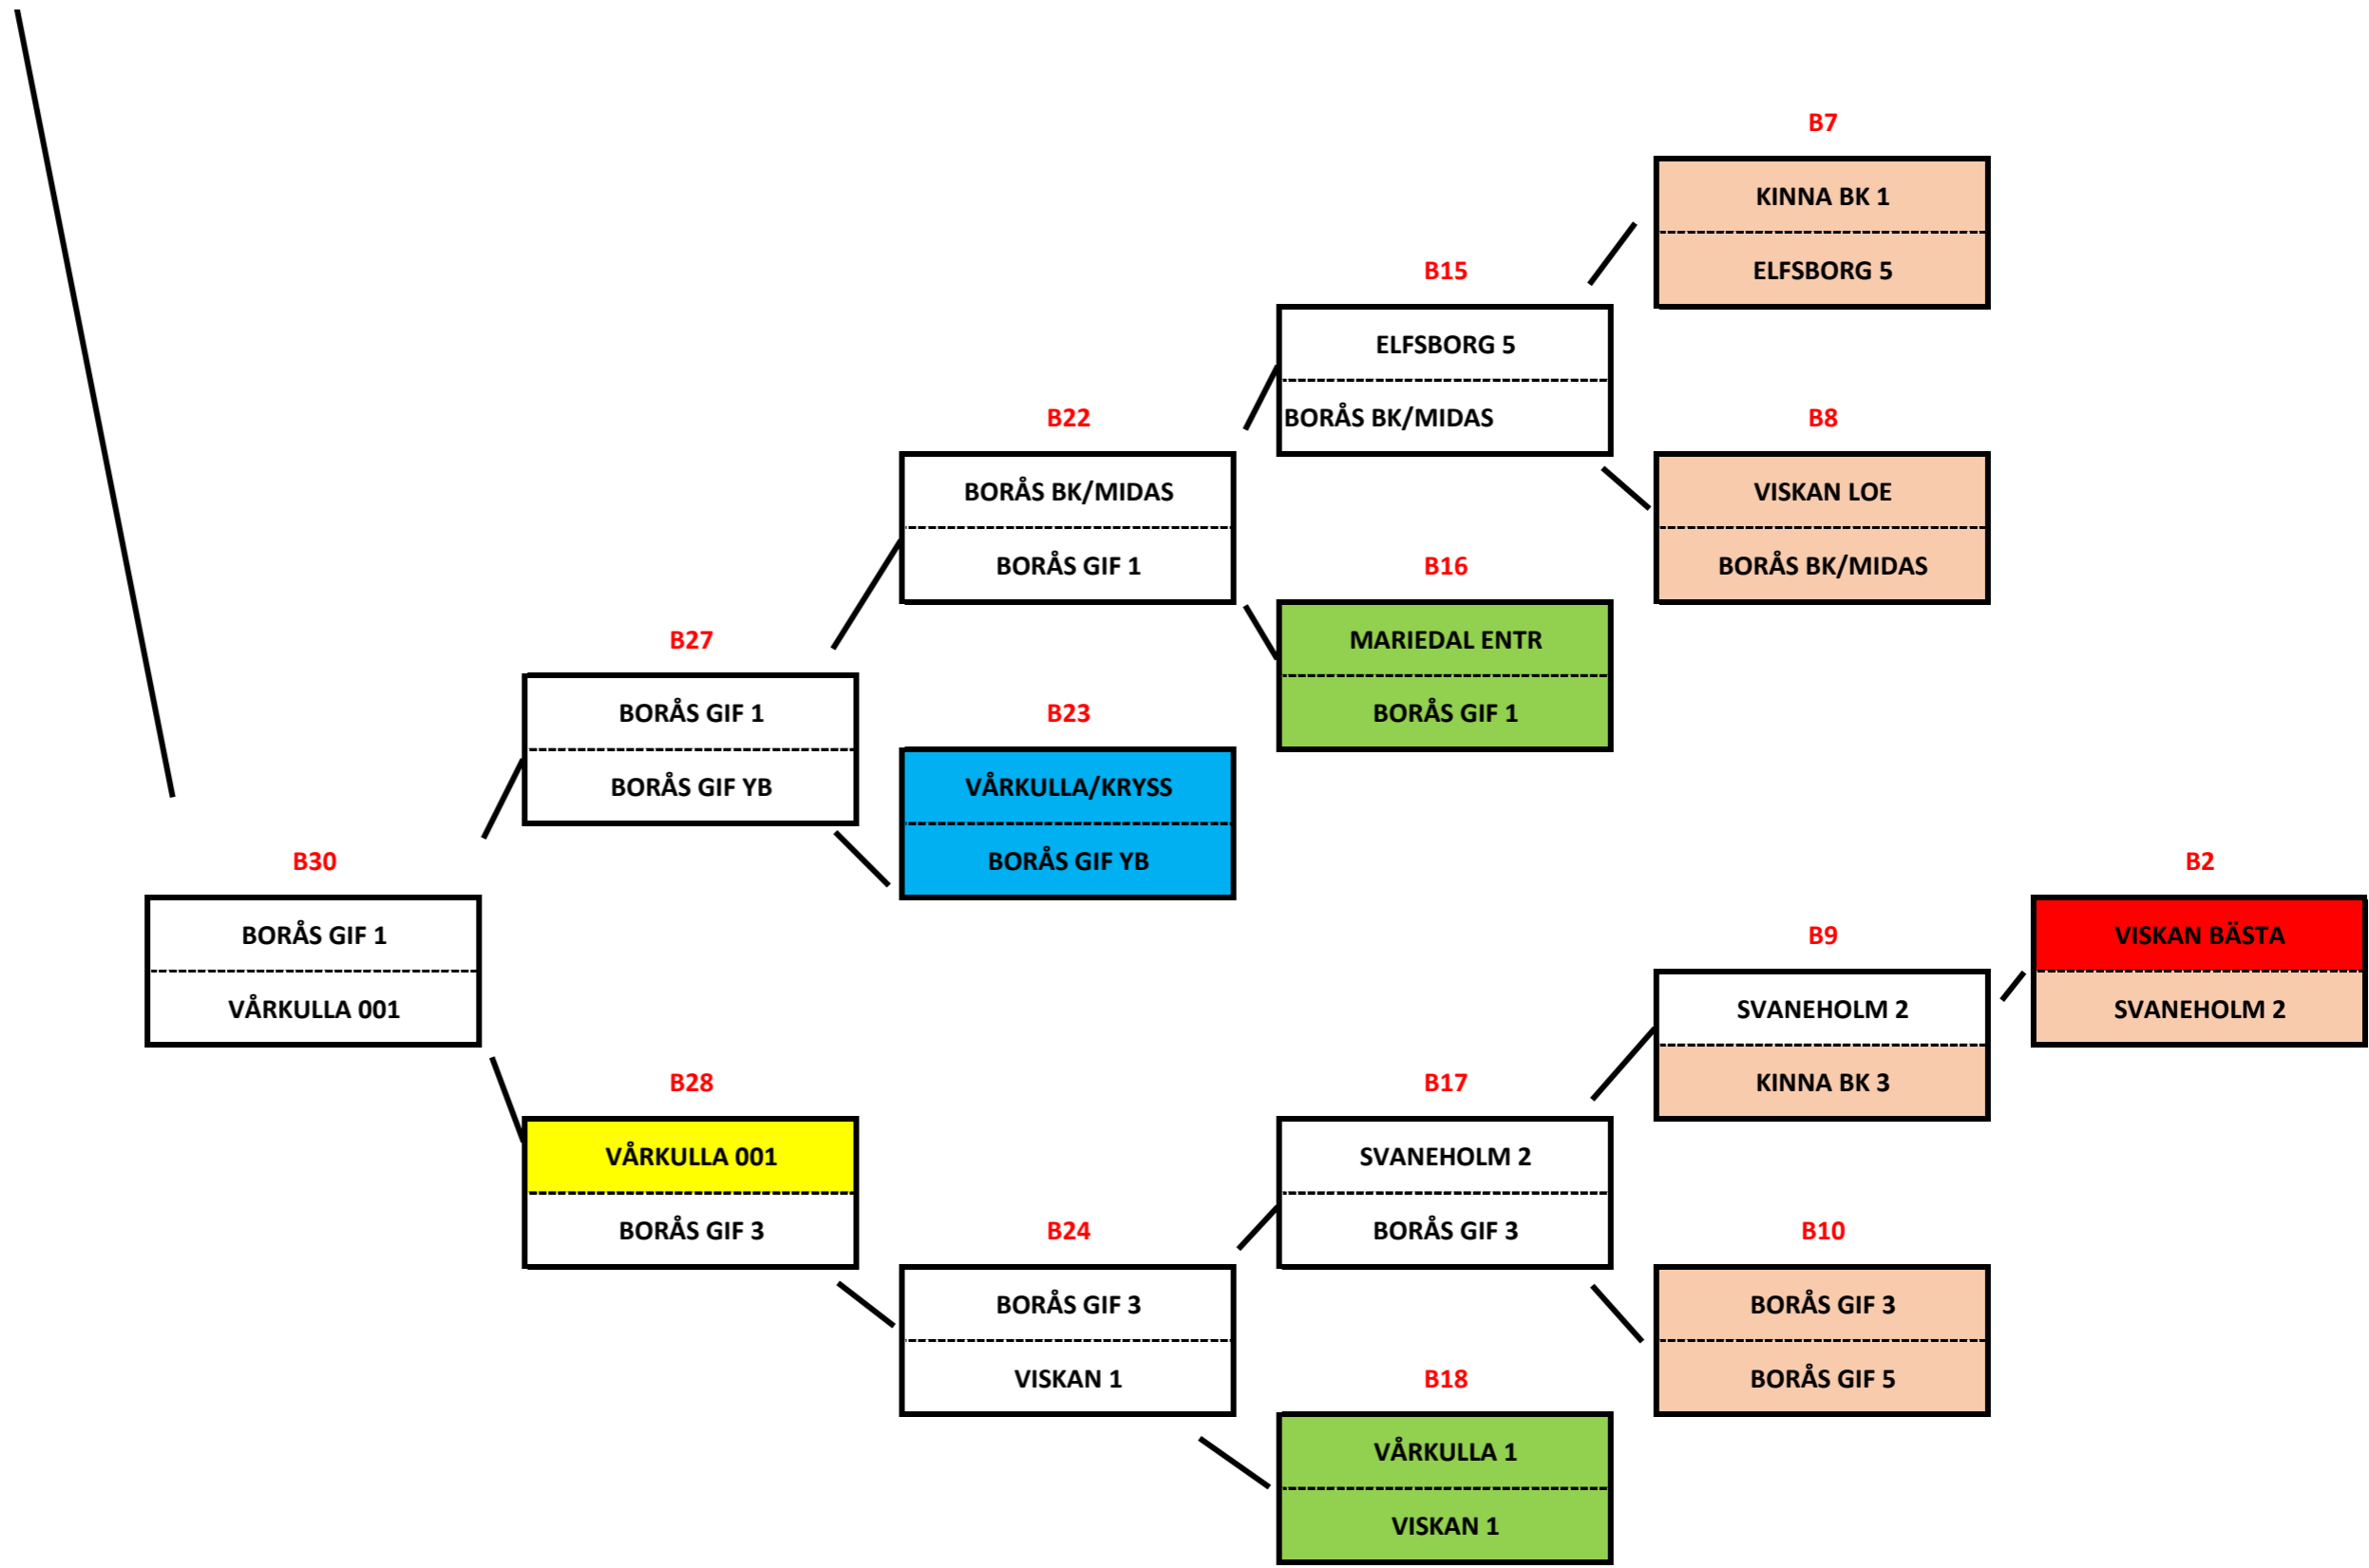 B7
KINNA BK 1
ELFSBORG 5
B15
ELFSBORG 5
BORÅS BK/MIDAS
B22
BORÅS BK/MIDAS
BORÅS GIF 1
B8
VISKAN LOE
BORÅS BK/MIDAS
B16
MARIEDAL ENTR
BORÅS GIF 1
B27
BORÅS GIF 1
BORÅS GIF YB
B23
VÅRKULLA/KRYSS
BORÅS GIF YB
B30
BORÅS GIF 1
VÅRKULLA 001
B2
VISKAN BÄSTA
SVANEHOLM 2
B9
SVANEHOLM 2
KINNA BK 3
B28
VÅRKULLA 001
BORÅS GIF 3
B17
SVANEHOLM 2
BORÅS GIF 3
B24
BORÅS GIF 3
VISKAN 1
B10
BORÅS GIF 3
BORÅS GIF 5
B18
VÅRKULLA 1
VISKAN 1